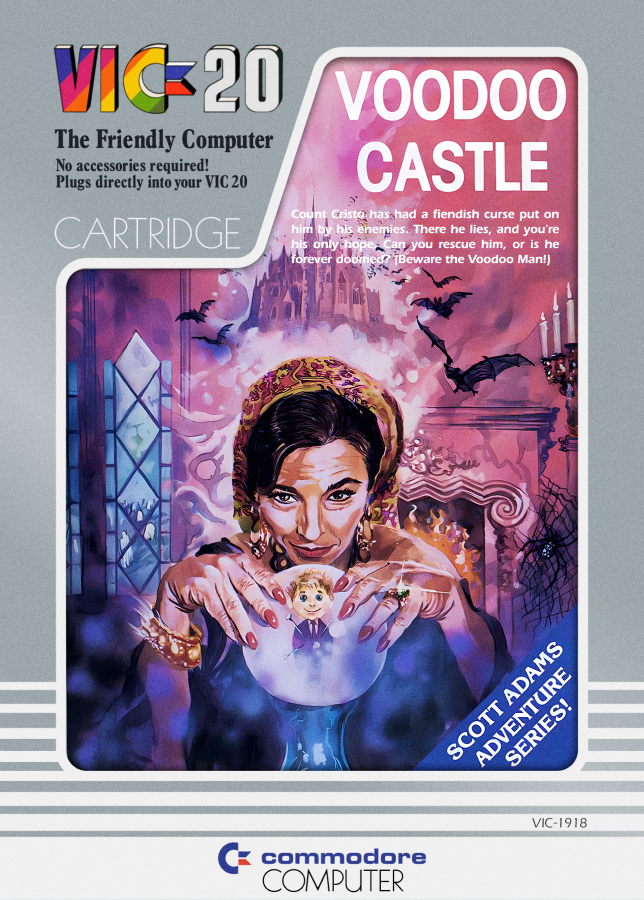 VIC-20
The Friendly Computer
No accessories required!
Plugs directly into your VIC 20
CARTRIDGE
VOODOO
CASTLE
Count Cristo has had a fiendish curse put on
him by his enemies. There he lies, and you're
his only hope. Can you rescue him, or is he
forever doomed? (Beware the Voodoo Man!)
SCOTT ADAMS
ADVENTURE
SERIES!
VIC-1918
commodore
COMPUTER